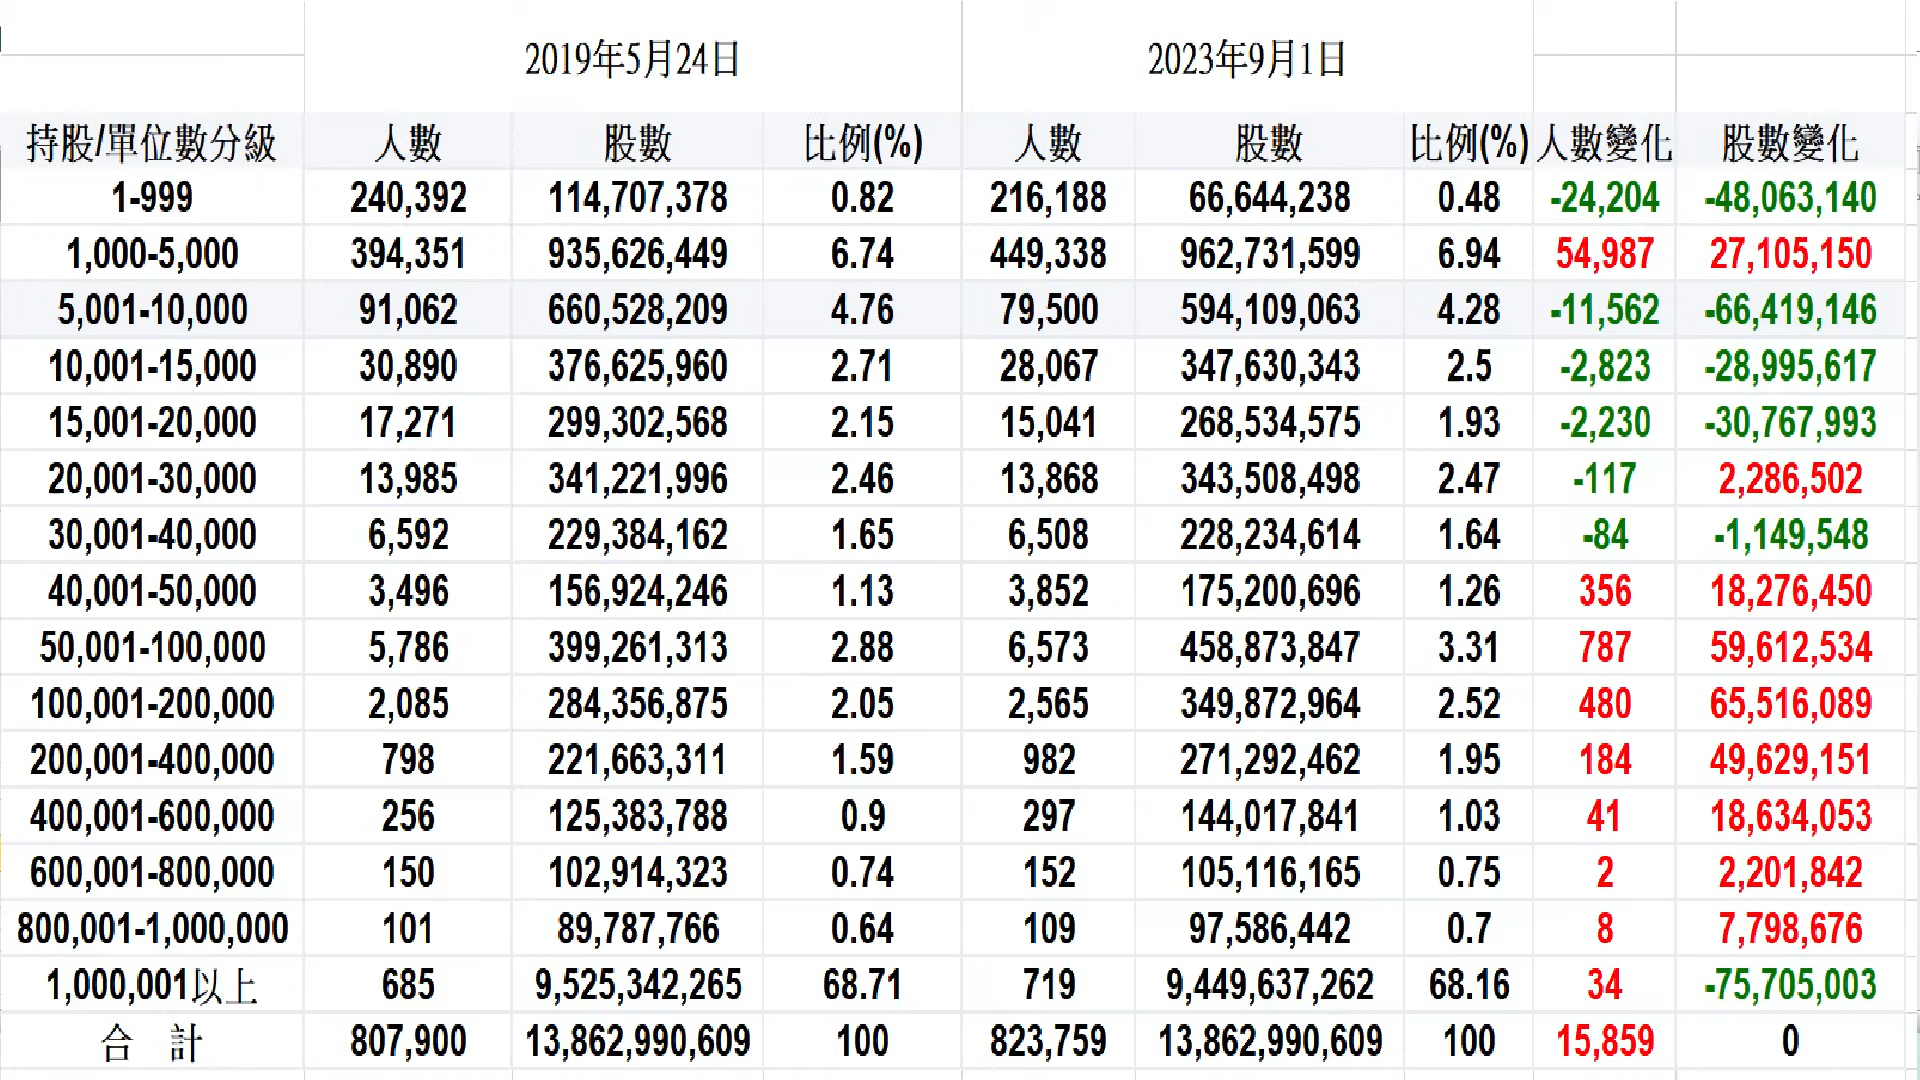 2019年5月24日 2023年9月1日
持股/單位數分級 人數 股數 比例(%) 人數 股數 比例(%) 人數變化 股數變化
1-999 240,392 114,707,378 0.82 216,188 66,644,238 0.48 -24,204 -48,063,140
1,000-5,000 394,351 935,626,449 6.74 449,338 962,731,599 6.94 54,987 27,105,150
5,001-10,000 91,062 660,528,209 4.76 79,500 594,109,063 4.28 -11,562 -66,419,146
10,001-15,000 30,890 376,625,960 2.71 28,067 347,630,343 2.5 -2,823 -28,995,617
15,001-20,000 17,271 299,302,568 2.15 15,041 268,534,575 1.93 -2,230 -30,767,993
20,001-30,000 13,985 341,221,996 2.46 13,868 343,508,498 2.47 -117 2,286,502
30,001-40,000 6,592 229,384,162 1.65 6,508 228,234,614 1.64 -84 -1,149,548
40,001-50,000 3,496 156,924,246 1.13 3,852 175,200,696 1.26 356 18,276,450
50,001-100,000 5,786 399,261,313 2.88 6,573 458,873,847 3.31 787 59,612,534
100,001-200,000 2,085 284,356,875 2.05 2,565 349,872,964 2.52 480 65,516,089
200,001-400,000 798 221,663,311 1.59 982 271,292,462 1.95 184 49,629,151
400,001-600,000 256 125,383,788 0.9 297 144,017,841 1.03 41 18,634,053
600,001-800,000 150 102,914,323 0.74 152 105,116,165 0.75 2 2,201,842
800,001-1,000,000 101 89,787,766 0.64 109 97,586,442 0.7 8 7,798,676
1,000,001以上 685 9,525,342,265 68.71 719 9,449,637,262 68.16 34 -75,705,003
合 計 807,900 13,862,990,609 100 823,759 13,862,990,609 100 15,859 0